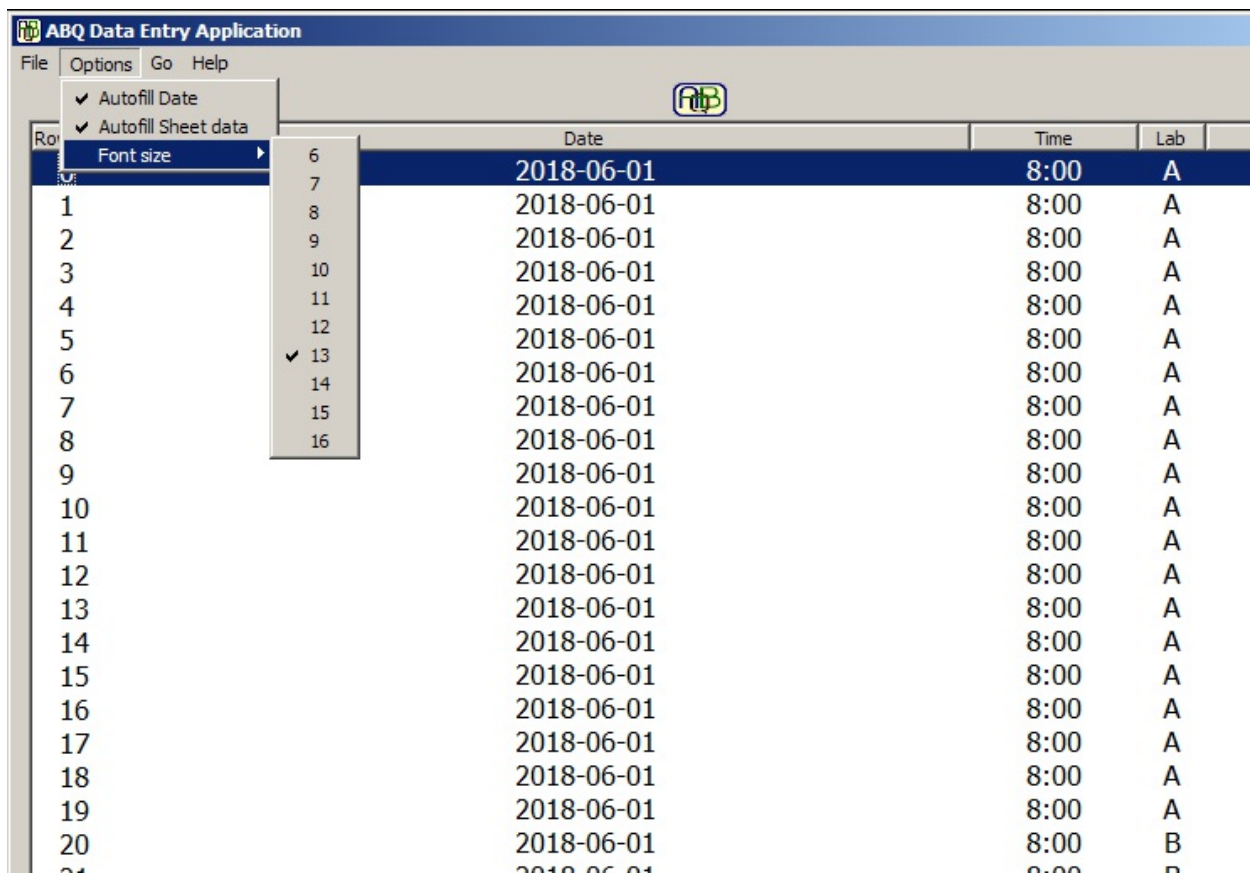 ABQ Data Entry Application
File Options Go Help
ABQ
Autofill Date
Autofill Sheet data
Font size
6
7
8
9
10
11
12
13
14
15
16
Date Time Lab
0 2018-06-01 8:00 A
1 2018-06-01 8:00 A
2 2018-06-01 8:00 A
3 2018-06-01 8:00 A
4 2018-06-01 8:00 A
5 2018-06-01 8:00 A
6 2018-06-01 8:00 A
7 2018-06-01 8:00 A
8 2018-06-01 8:00 A
9 2018-06-01 8:00 A
10 2018-06-01 8:00 A
11 2018-06-01 8:00 A
12 2018-06-01 8:00 A
13 2018-06-01 8:00 A
14 2018-06-01 8:00 A
15 2018-06-01 8:00 A
16 2018-06-01 8:00 A
17 2018-06-01 8:00 A
18 2018-06-01 8:00 A
19 2018-06-01 8:00 A
20 2018-06-01 8:00 B